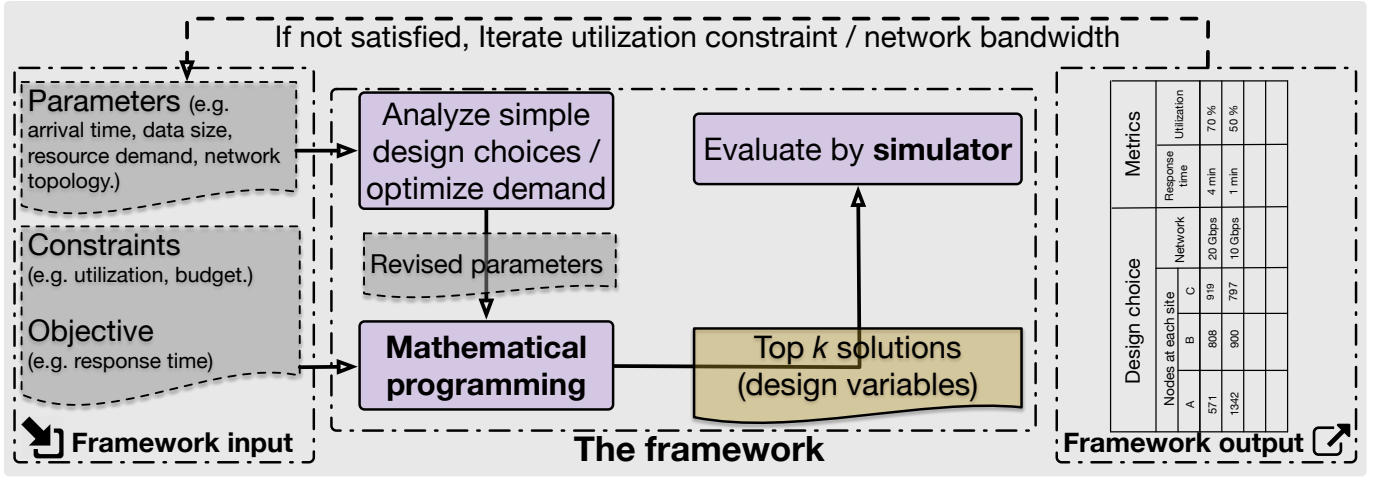 If not satisfied, Iterate utilization constraint / network bandwidth
Parameters (e.g.
arrival time, data size,
resource demand, network
topology.)
Constraints
(e.g. utilization, budget.)
Objective
(e.g. response time)
Framework input
Analyze simple
design choices /
optimize demand
Revised parameters
Mathematical
programming
Evaluate by simulator
Top k solutions
(design variables)
The framework
Design choice
Metrics
Nodes at each site
Network
Response
time
Utilization
A B C
571 808 919 20 Gbps 4 min 70 %
1342 900 797 10 Gbps 1 min 50 %
Framework output